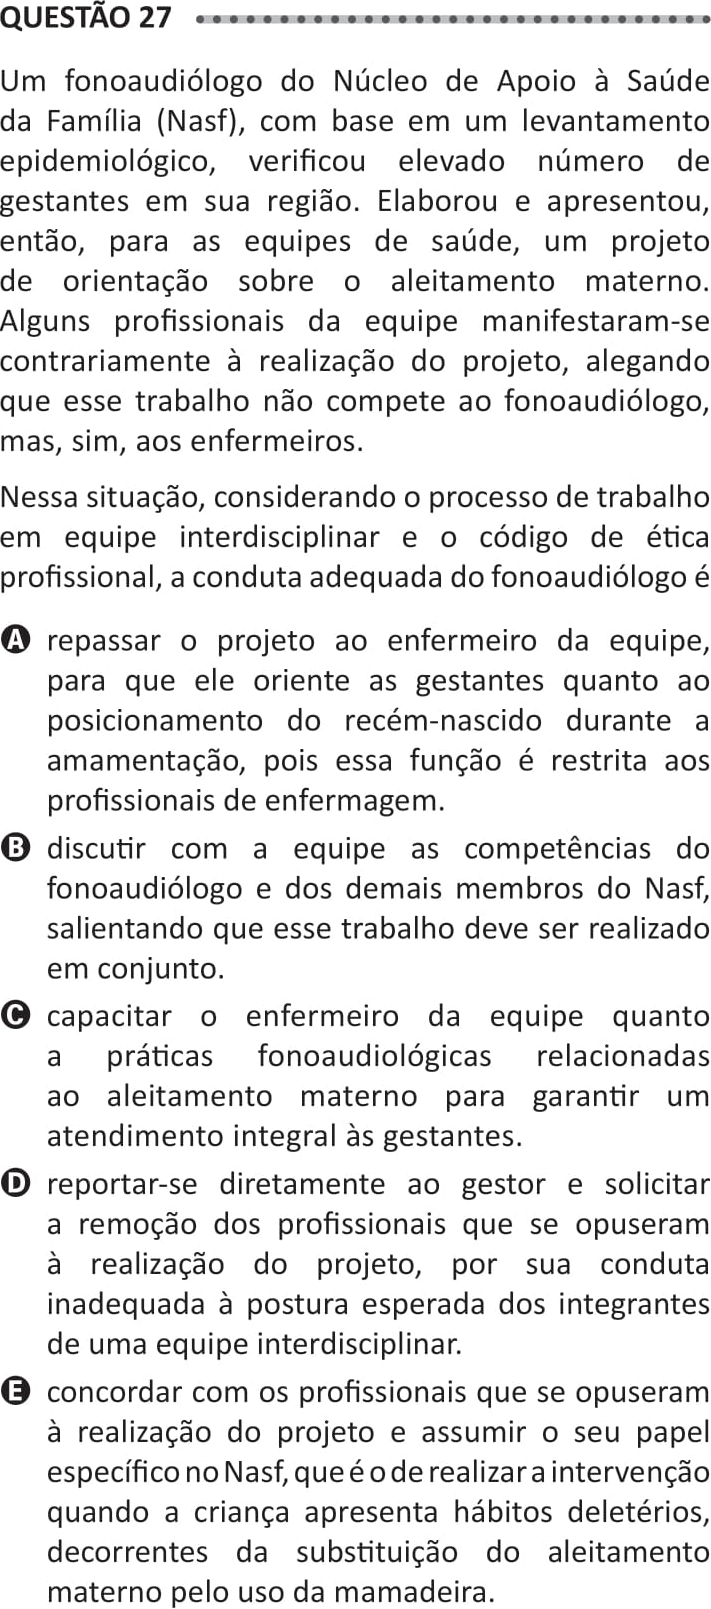 QUESTÃO 27
Um fonoaudiólogo do Núcleo de Apoio à Saúde
da Família (Nasf), com base em um levantamento
epidemiológico, verificou elevado número de
gestantes em sua região. Elaborou e apresentou,
então, para as equipes de saúde, um projeto
de orientação sobre o aleitamento materno.
Alguns profissionais da equipe manifestaram-se
contrariamente à realização do projeto, alegando
que esse trabalho não compete ao fonoaudiólogo,
mas, sim, aos enfermeiros.
Nessa situação, considerando o processo de trabalho
em equipe interdisciplinar e o código de ética
profissional, a conduta adequada do fonoaudiólogo é
A repassar o projeto ao enfermeiro da equipe,
para que ele oriente as gestantes quanto ao
posicionamento do recém-nascido durante a
amamentação, pois essa função é restrita aos
profissionais de enfermagem.
B discutir com a equipe as competências do
fonoaudiólogo e dos demais membros do Nasf,
salientando que esse trabalho deve ser realizado
em conjunto.
C capacitar o enfermeiro da equipe quanto
a práticas fonoaudiológicas relacionadas
ao aleitamento materno para garantir um
atendimento integral às gestantes.
D reportar-se diretamente ao gestor e solicitar
a remoção dos profissionais que se opuseram
à realização do projeto, por sua conduta
inadequada à postura esperada dos integrantes
de uma equipe interdisciplinar.
E concordar com os profissionais que se opuseram
à realização do projeto e assumir o seu papel
específico no Nasf, que é o de realizar a intervenção
quando a criança apresenta hábitos deletérios,
decorrentes da substituição do aleitamento
materno pelo uso da mamadeira.